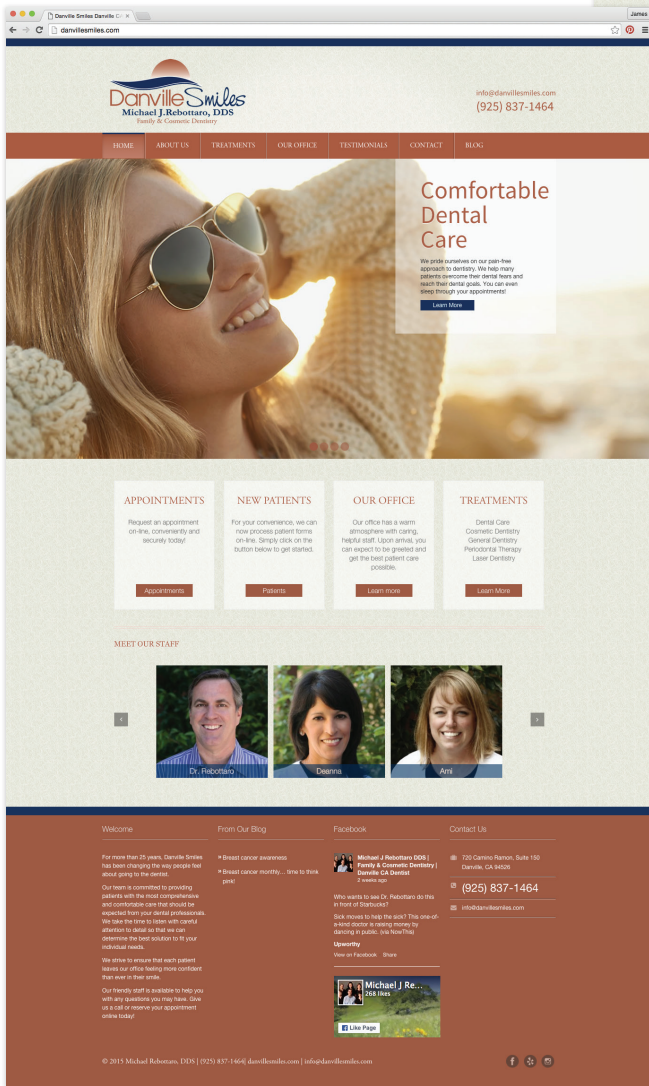 Danville Smiles Danville CA
James
danvillesmiles.com
Danville Smiles
Michael J.Rebottaro, DDS
Family & Cosmetic Dentistry
info@danvillesmiles.com
(925) 837-1464
HOME
ABOUT US
TREATMENTS
OUR OFFICE
TESTIMONIALS
CONTACT
BLOG
Comfortable
Dental
Care
We pride ourselves on our pain-free
approach to dentistry. We help many
patients overcome their dental fears and
reach their dental goals. You can even
sleep through your appointments!
Learn More
APPOINTMENTS
Request an appointment
on-line, conveniently and
securely today!
Appointments
NEW PATIENTS
For your convenience, we can
now process patient forms
on-line. Simply click on the
button below to get started.
Patients
OUR OFFICE
Our office has a warm
atmosphere with caring,
helpful staff. Upon arrival, you
can expect to be greeted and
get the best patient care
possible.
Learn more
TREATMENTS
Dental Care
Cosmetic Dentistry
General Dentistry
Periodontal Therapy
Laser Dentistry
Learn More
MEET OUR STAFF
Dr. Rebottaro
Deanna
Ami
Welcome
For more than 25 years, Danville Smiles
has been changing the way people feel
about going to the dentist.
Our team is committed to providing
patients with the most comprehensive
and comfortable care that should be
expected from your dental professionals.
We take the time to listen with careful
attention to detail so that we can
determine the best solution to fit your
individual needs.
We strive to ensure that each patient
leaves our office feeling more confident
than ever in their smile.
Our friendly staff is available to help you
with any questions you may have. Give
us a call or reserve your appointment
online today!
From Our Blog
» Breast cancer awareness
» Breast cancer monthly… time to think
pink!
Facebook
Michael J Rebottaro DDS |
Family & Cosmetic Dentistry |
Danville CA Dentist
2 weeks ago
Who wants to see Dr. Rebottaro do this
in front of Starbucks?
Sick moves to help the sick? This one-of-
a-kind doctor is raising money by
dancing in public. (via NowThis)
Upworthy
View on Facebook · Share
Michael J Re...
268 likes
Like Page
Contact Us
720 Camino Ramon, Suite 150
Danville, CA 94526
(925) 837-1464
info@danvillesmiles.com
© 2015 Michael Rebottaro, DDS | (925) 837-1464| danvillesmiles.com | info@danvillesmiles.com